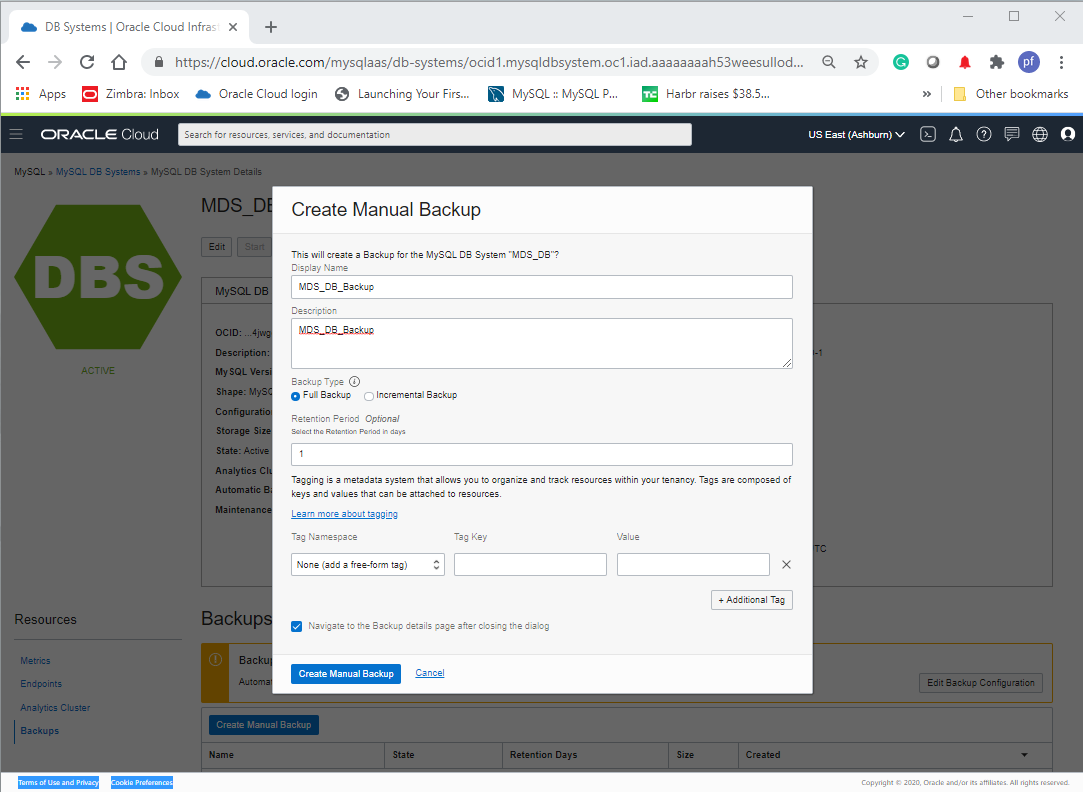 DB Systems | Oracle Cloud Infras
https://cloud.oracle.com/mysqlaas/db-systems/ocid1.mysqldbsystem.oc1.iad.aaaaaaaah53weesullod...
pf
Apps
Zimbra: Inbox
Oracle Cloud login
Launching Your Firs...
MySQL :: MySQL P...
TC
Harbr raises $38.5...
»
Other bookmarks
ORACLE Cloud
Search for resources, services, and documentation
US East (Ashburn)
MySQL » MySQL DB Systems » MySQL DB System Details
DBS
ACTIVE
MDS_DB
Edit
Start
MySQL DB
OCID: ...4jwg
Description:
MySQL Versi
Shape: MySQ
Configuratio
Storage Size
State: Active
Analytics Clu
Automatic Ba
Maintenance
-1
TC
Create Manual Backup
This will create a Backup for the MySQL DB System "MDS_DB"?
Display Name
MDS_DB_Backup
Description
MDS_DB_Backup
Backup Type
Full Backup
Incremental Backup
Retention Period Optional
Select the Retention Period in days
1
Tagging is a metadata system that allows you to organize and track resources within your tenancy. Tags are composed of
keys and values that can be attached to resources.
Learn more about tagging
Tag Namespace
Tag Key
Value
None (add a free-form tag)
+ Additional Tag
Navigate to the Backup details page after closing the dialog
Create Manual Backup
Cancel
Resources
Metrics
Endpoints
Analytics Cluster
Backups
Backups
Backup
Automat
Edit Backup Configuration
Create Manual Backup
Name
State
Retention Days
Size
Created
Terms of Use and Privacy
Cookie Preferences
Copyright © 2020, Oracle and/or its affiliates. All rights reserved.